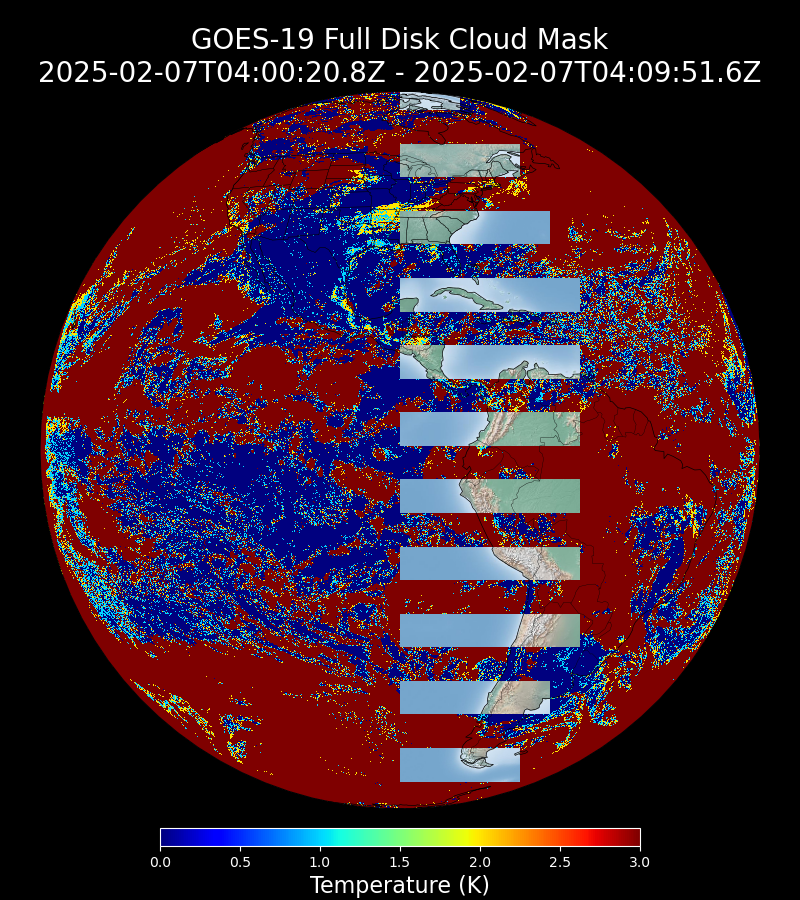 GOES-19 Full Disk Cloud Mask
2025-02-07T04:00:20.8Z - 2025-02-07T04:09:51.6Z
0.0 0.5 1.0 1.5 2.0 2.5 3.0
Temperature (K)